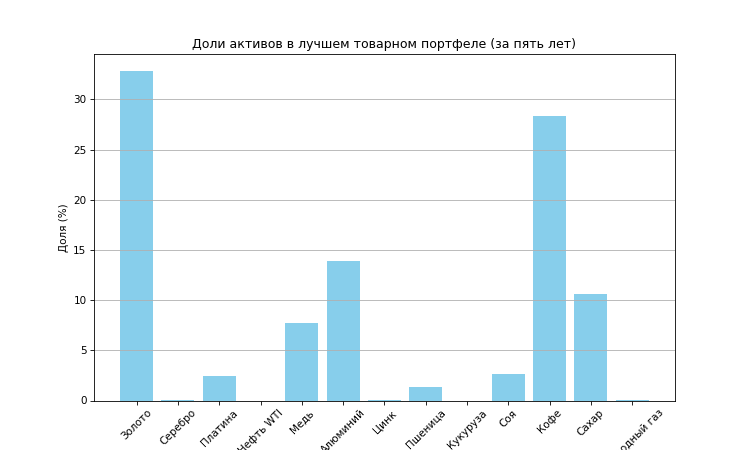 Доли активов в лучшем товарном портфеле (за пять лет)
Доля (%)
30
25
20
15
10
5
0
Золото
Серебро
Платина
Нефть WTI
Медь
Алюминий
Цинк
Пшеница
Кукуруза
Соя
Кофе
Сахар
газ